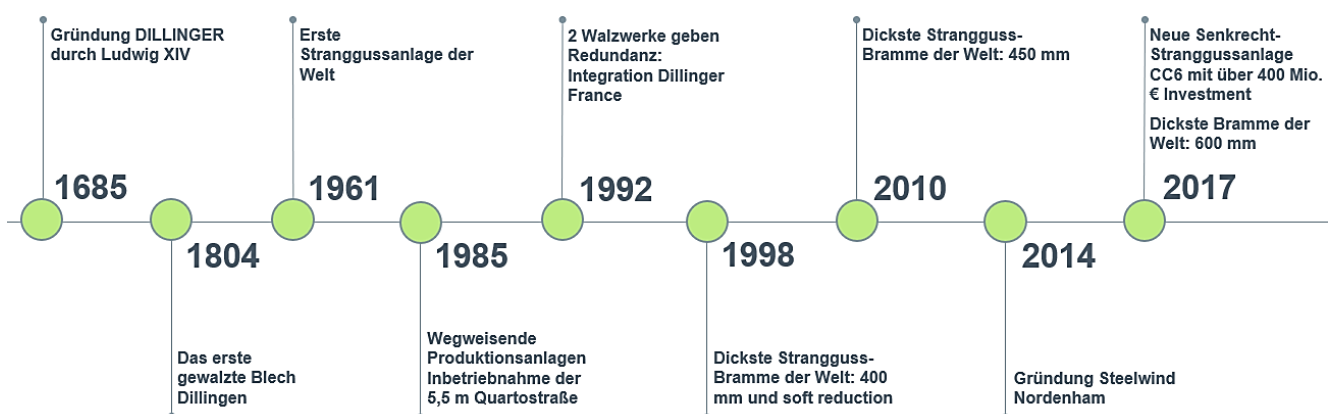 Gründung DILLINGER
durch Ludwig XIV
1685
1804
Das erste
gewalzte Blech
Dillingen
Erste
Stranggussanlage der
Welt
1961
1985
Wegweisende
Produktionsanlagen
Inbetriebnahme der
5,5 m Quartostraße
2 Walzwerke geben
Redundanz:
Integration Dillinger
France
1992
1998
Dickste Strangguss-
Bramme der Welt: 400
mm und soft reduction
Dickste Strangguss-
Bramme der Welt: 450 mm
2010
2014
Gründung Steelwind
Nordenham
Neue Senkrecht-
Stranggussanlage
CC6 mit über 400 Mio.
€ Investment
Dickste Bramme der
Welt: 600 mm
2017